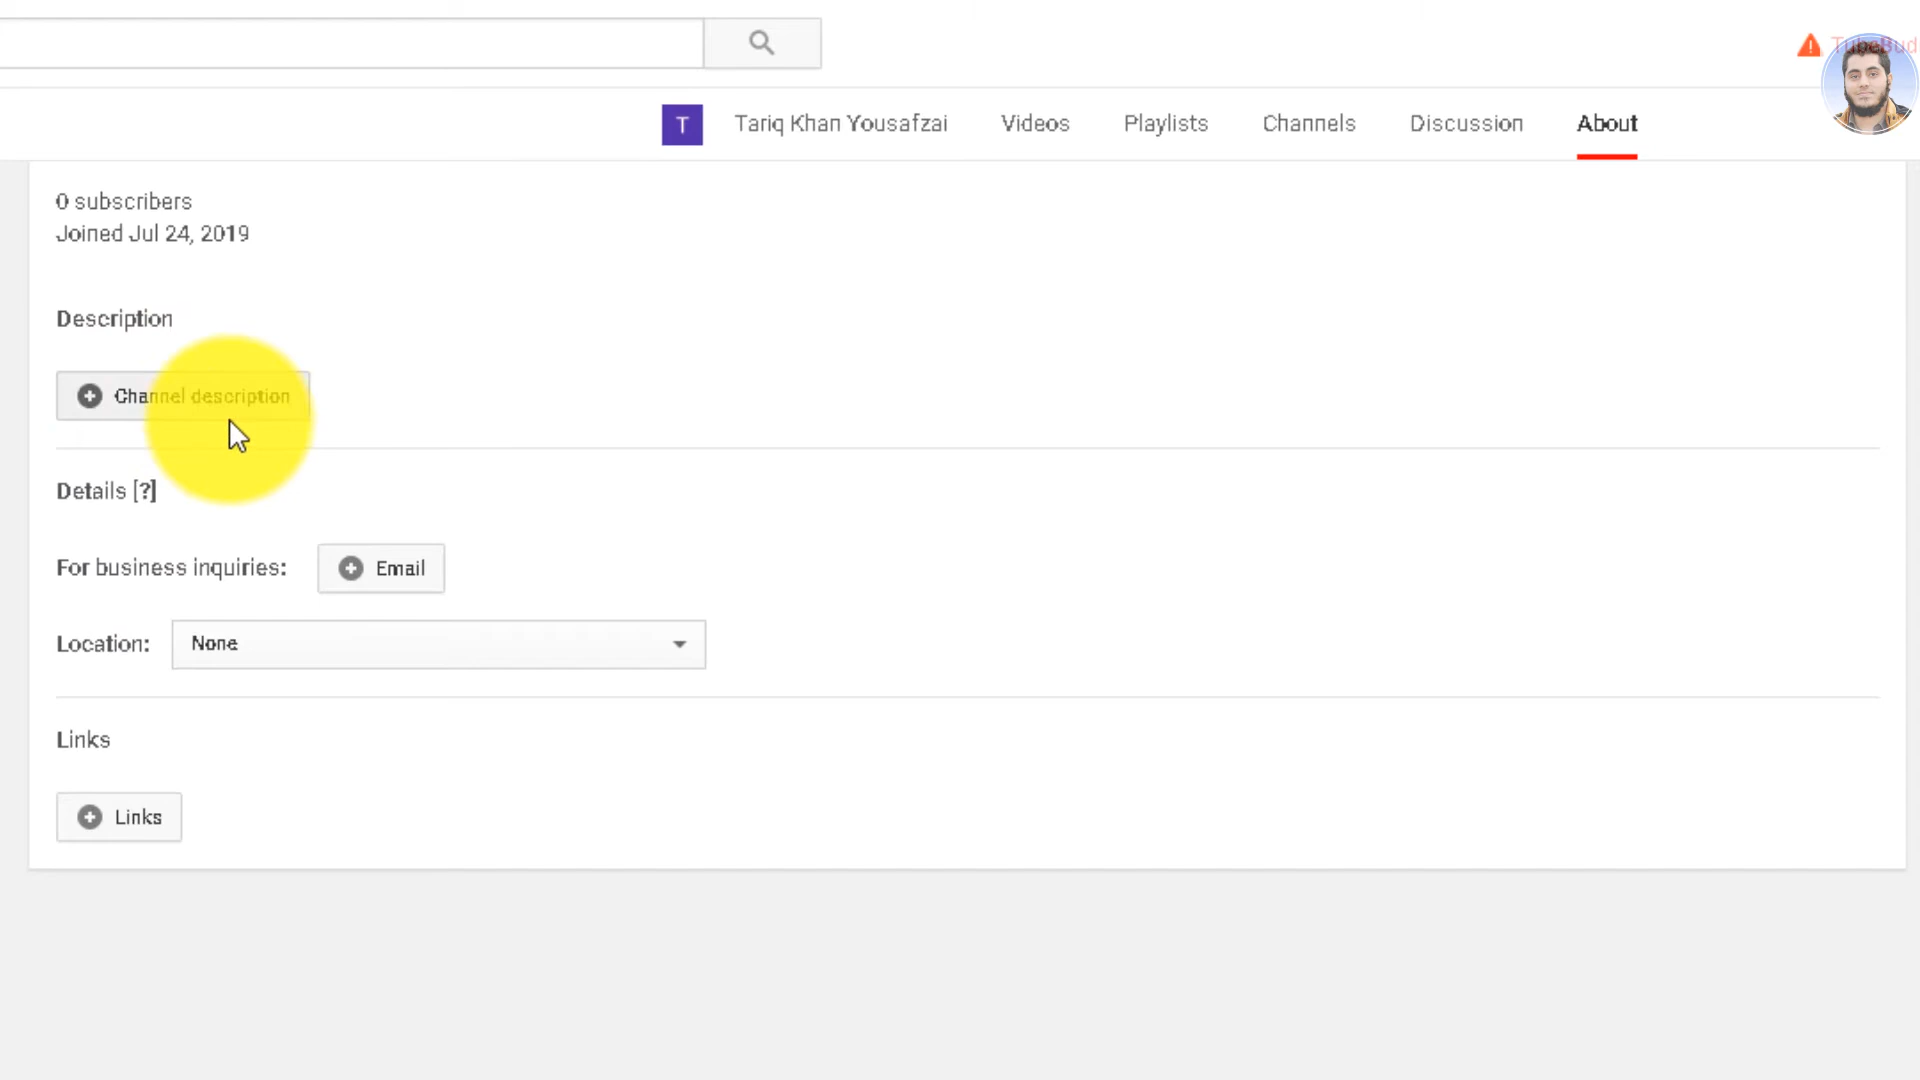 TubeBud
T Tariq Khan Yousafzai Videos Playlists Channels Discussion About
0 subscribers
Joined Jul 24, 2019
Description
Channel description
Details [?]
For business inquiries: Email
Location: None
Links
Links